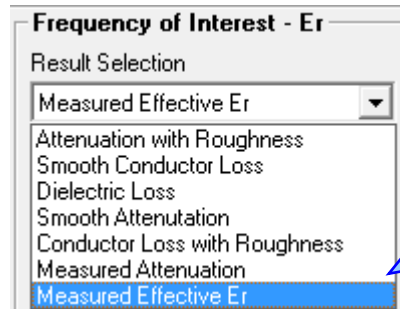 Frequency of Interest - Er
Result Selection
Measured Effective Er
Attenuation with Roughness
Smooth Conductor Loss
Dielectric Loss
Smooth Attenutation
Conductor Loss with Roughness
Measured Attenuation
Measured Effective Er